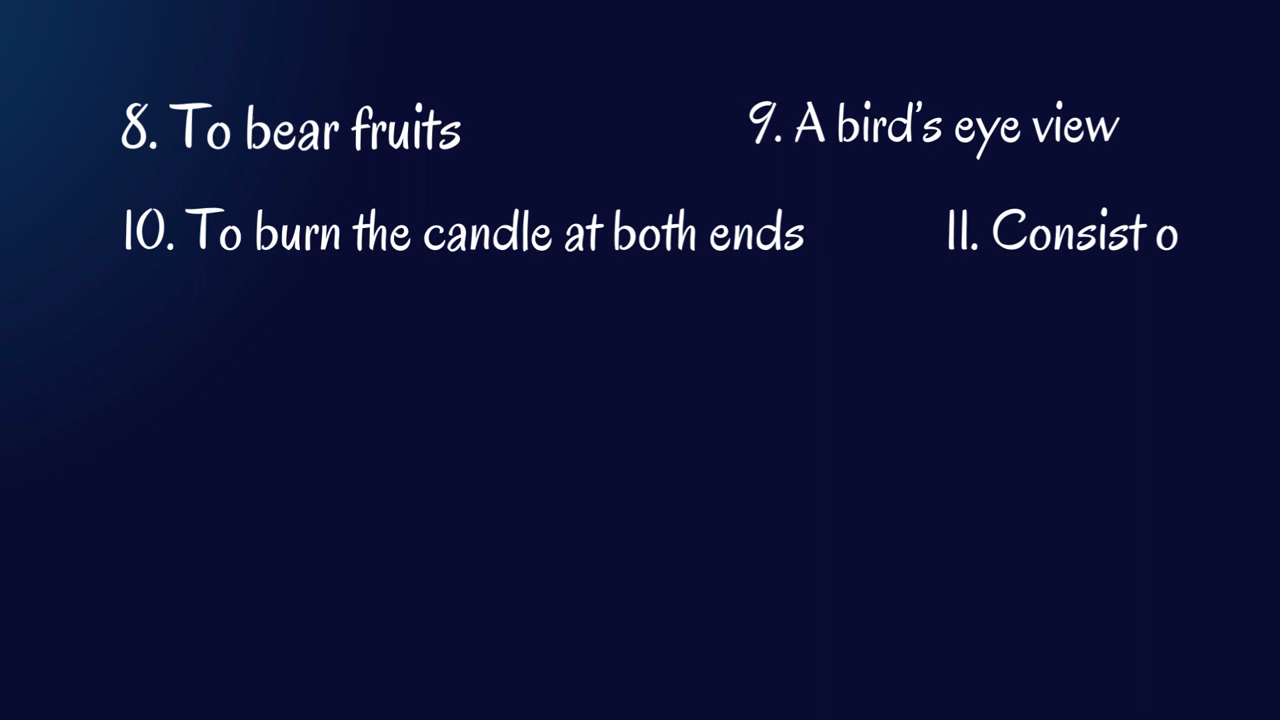 8. To bear fruits 9. A bird's eye view
10. To burn the candle at both ends 11. Consist o